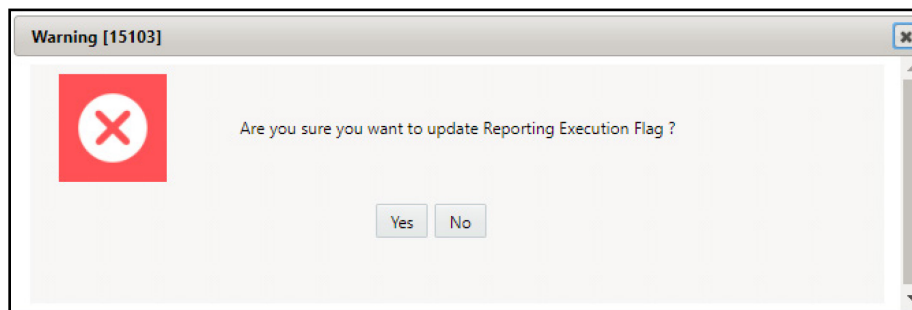 Warning [15103]
Are you sure you want to update Reporting Execution Flag ?
Yes No